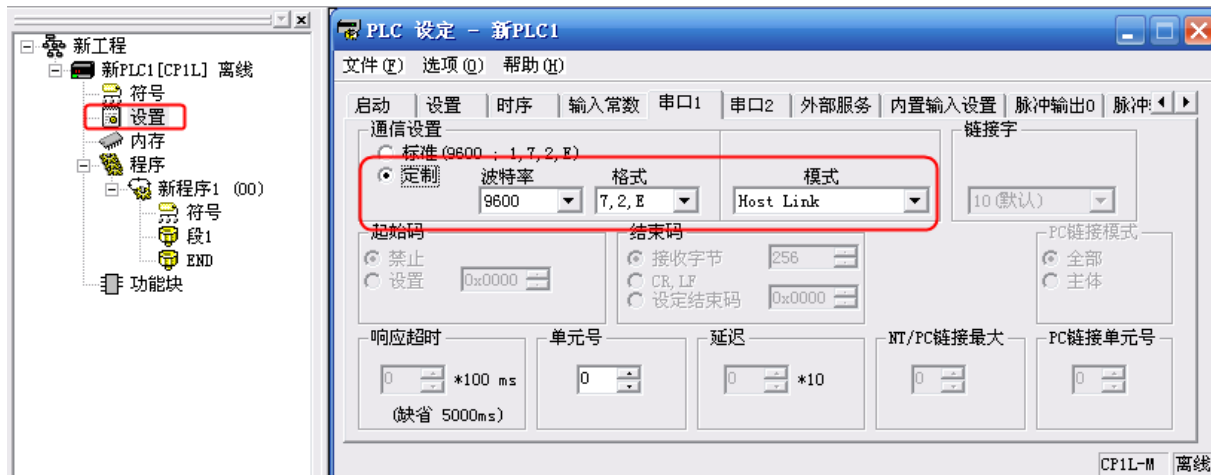 新工程
新PLC1[CP1L] 离线
符号
设置
内存
程序
新程序1 (00)
符号
段1
END
功能块
PLC 设定 - 新PLC1
文件(F) 选项(O) 帮助(H)
启动 设置 时序 输入常数 串口1 串口2 外部服务 内置输入设置 脉冲输出0 脉冲
通信设置 链接字
标准(9600 ; 1,7,2,E)
定制 波特率 格式 模式
9600 7,2,E Host Link 10(默认)
起始码 结束码 PC链接模式
禁止 接收字节 256 全部
设置 0x0000 CR,LF 主体
设定结束码 0x0000
响应超时 单元号 延迟 NT/PC链接最大 PC链接单元号
0 *100 ms 0 0 *10 0 0
(缺省 5000ms)
CP1L-M 离线